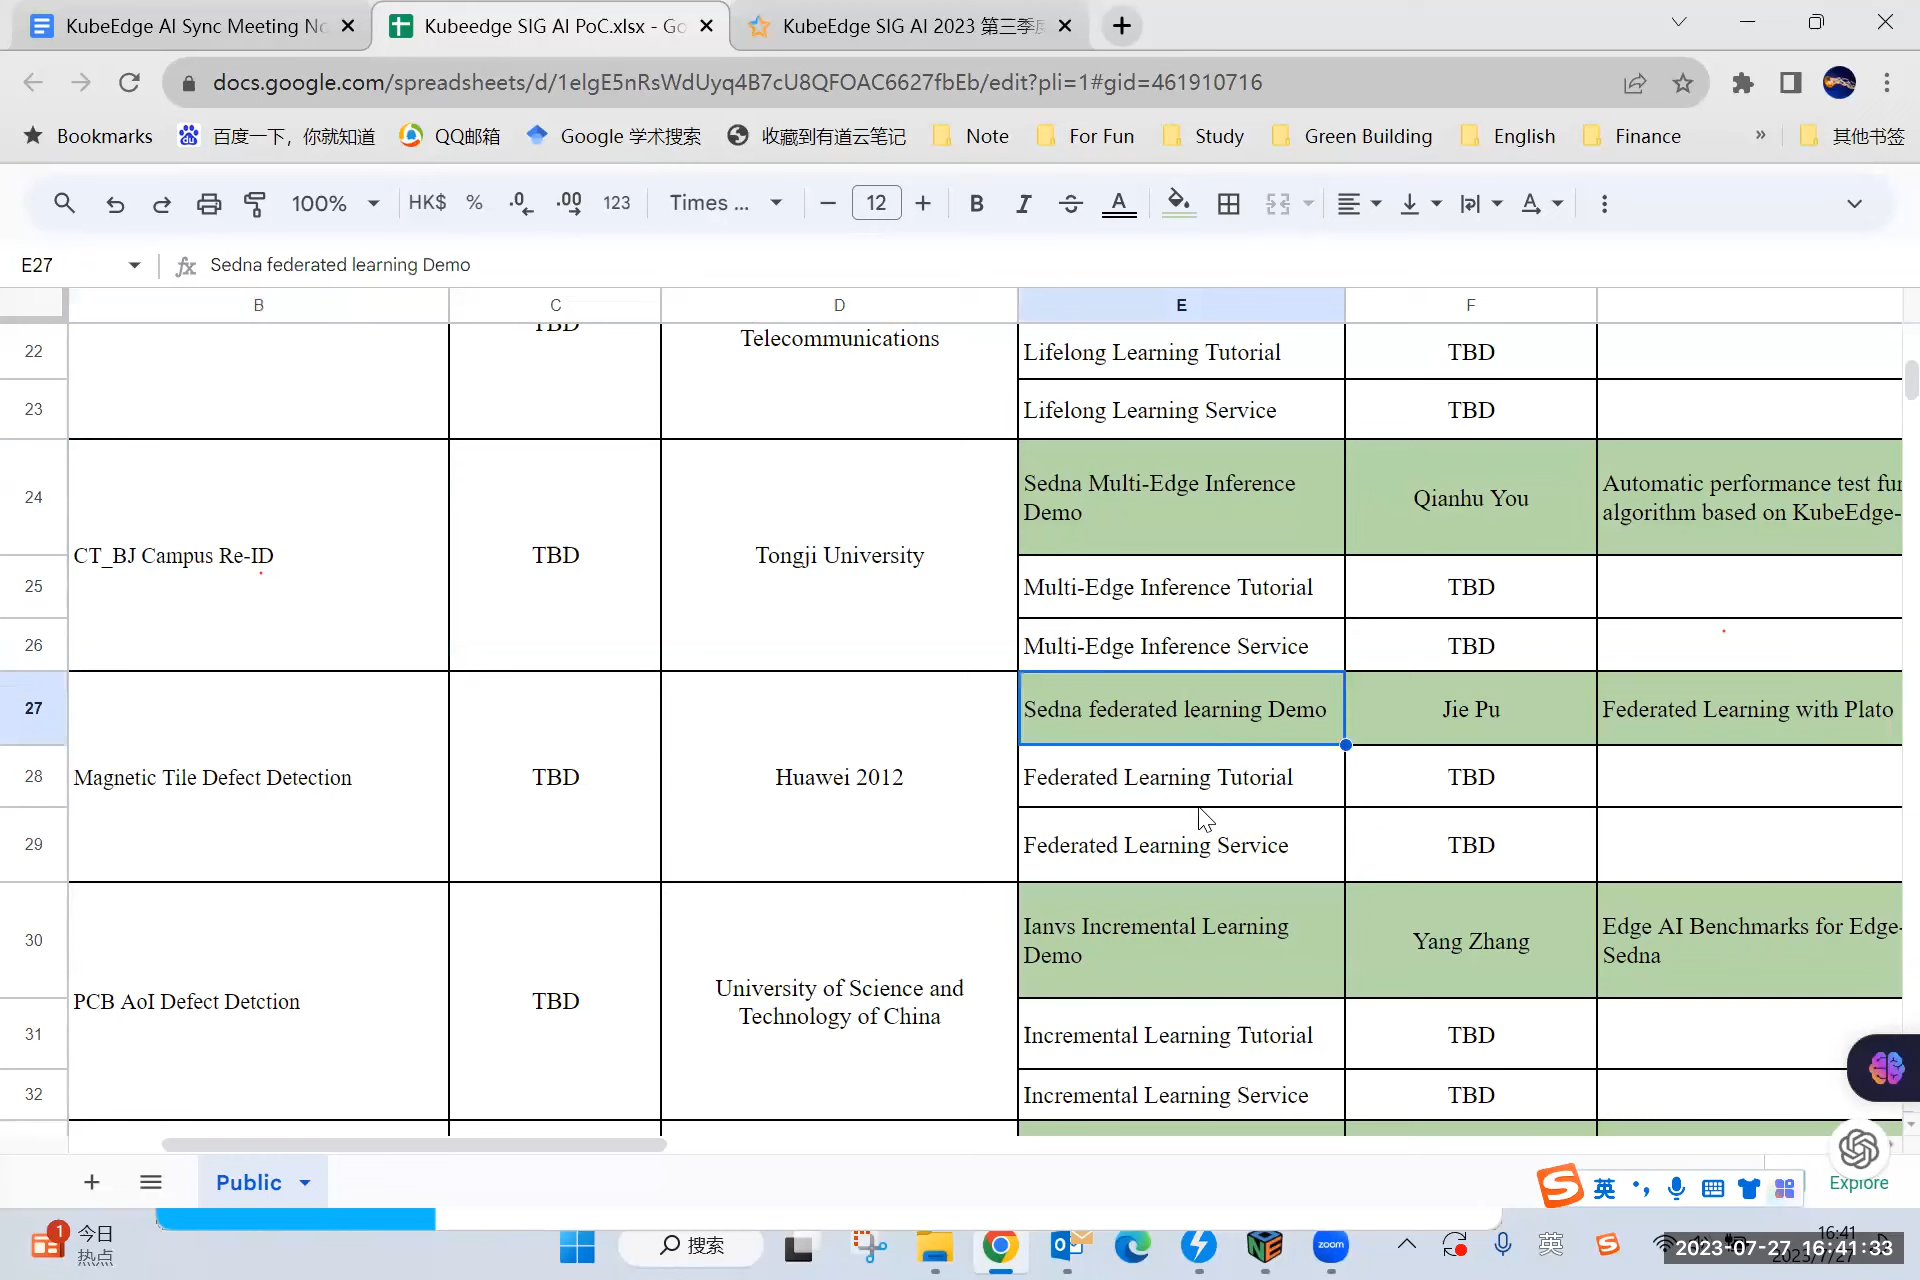 KubeEdge AI Sync Meeting No
Kubeedge SIG AI PoC.xlsx - Go
KubeEdge SIG AI 2023 第三季度
docs.google.com/spreadsheets/d/1elgE5nRsWdUyq4B7cU8QFOAC6627fbEb/edit?pli=1#gid=461910716
Bookmarks 百度一下，你就知道 QQ邮箱 Google 学术搜索 收藏到有道云笔记 Note For Fun Study Green Building English Finance » 其他书签
100% HK$ % .0 .00 123 Times ... − 12 + B I A
E27 fx Sedna federated learning Demo
B C D E F
22 TBD Telecommunications Lifelong Learning Tutorial TBD
23 Lifelong Learning Service TBD
24 Sedna Multi-Edge Inference
Demo Qianhu You Automatic performance test fun
algorithm based on KubeEdge-
CT_BJ Campus Re-ID TBD Tongji University
25 Multi-Edge Inference Tutorial TBD
26 Multi-Edge Inference Service TBD
27 Sedna federated learning Demo Jie Pu Federated Learning with Plato
28 Magnetic Tile Defect Detection TBD Huawei 2012 Federated Learning Tutorial TBD
29 Federated Learning Service TBD
30 Ianvs Incremental Learning
Demo Yang Zhang Edge AI Benchmarks for Edge-
Sedna
PCB AoI Defect Detction TBD University of Science and
Technology of China
31 Incremental Learning Tutorial TBD
32 Incremental Learning Service TBD
+ Public
S 英 Explore
1 今日
热点
搜索 zoom 英 16:41
2023-07-27, 16:41:33